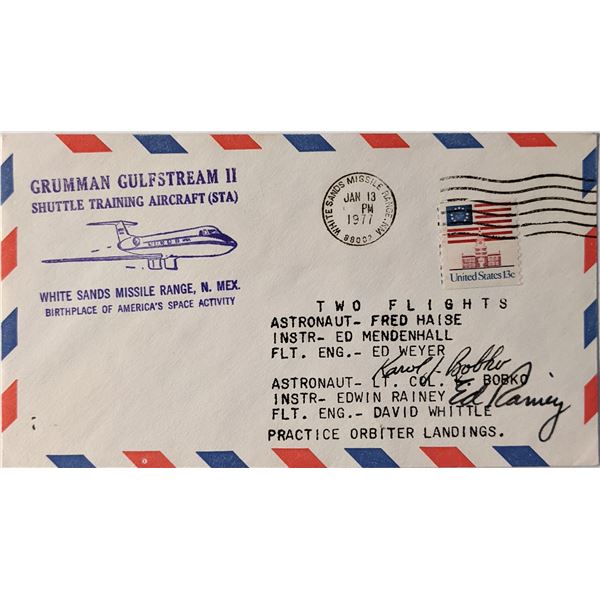 GRUMMAN GULFSTREAM II
SHUTTLE TRAINING AIRCRAFT (STA)
WHITE SANDS MISSILE RANGE, N. MEX.
BIRTHPLACE OF AMERICA'S SPACE ACTIVITY
WHITE SANDS MISSILE RANGE, NM
JAN 13
PM
1977
88002
United States 13c
TWO FLIGHTS
ASTRONAUT- FRED HAISE
INSTR- ED MENDENHALL
FLT. ENG.- ED WEYER
Karol J. Bobko
ASTRONAUT- LT. COL. K. BOBKO
INSTR- EDWIN RAINEY
Ed Rainey
FLT. ENG.- DAVID WHITTLE
PRACTICE ORBITER LANDINGS.